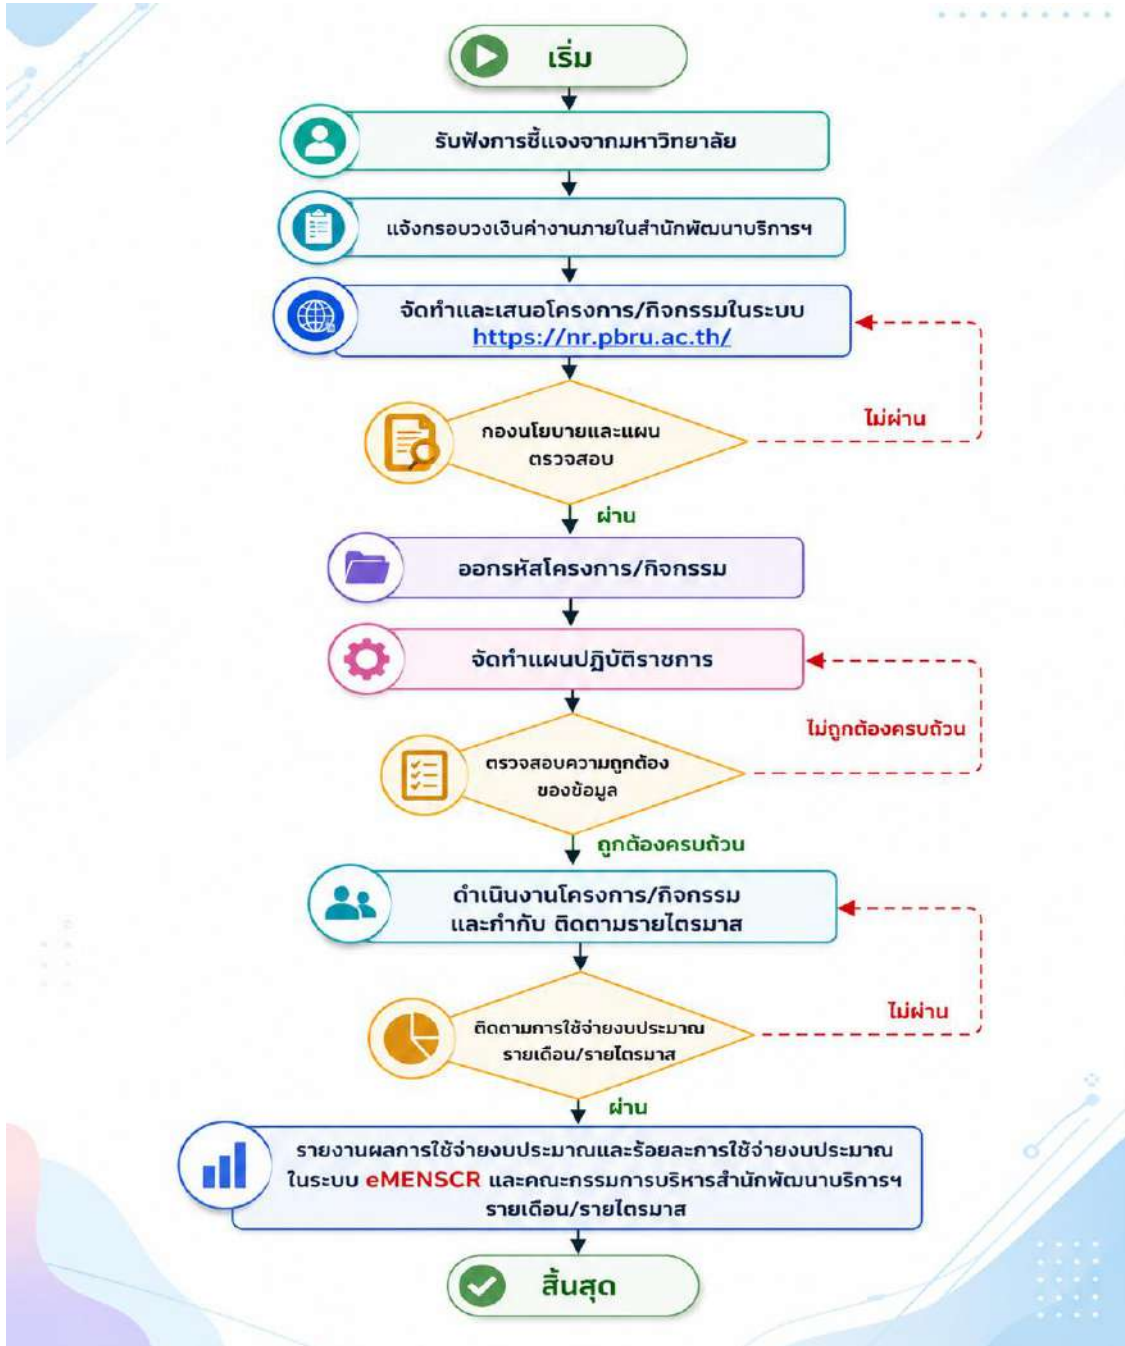 เริ่ม
รับฟังการชี้แจงจากมหาวิทยาลัย
แจ้งกรอบวงเงินค่างานภายในสำนักพัฒนาบริการฯ
จัดทำและเสนอโครงการ/กิจกรรมในระบบ
https://nr.pbru.ac.th/
ไม่ผ่าน
กองนโยบายและแผน
ตรวจสอบ
ผ่าน
ออกรหัสโครงการ/กิจกรรม
จัดทำแผนปฏิบัติราชการ
ไม่ถูกต้องครบถ้วน
ตรวจสอบความถูกต้อง
ของข้อมูล
ถูกต้องครบถ้วน
ดำเนินงานโครงการ/กิจกรรม
และกำกับ ติดตามรายไตรมาส
ไม่ผ่าน
ติดตามการใช้จ่ายงบประมาณ
รายเดือน/รายไตรมาส
ผ่าน
รายงานผลการใช้จ่ายงบประมาณและร้อยละการใช้จ่ายงบประมาณ
ในระบบ eMENSCR และคณะกรรมการบริหารสำนักพัฒนาบริการฯ
รายเดือน/รายไตรมาส
สิ้นสุด